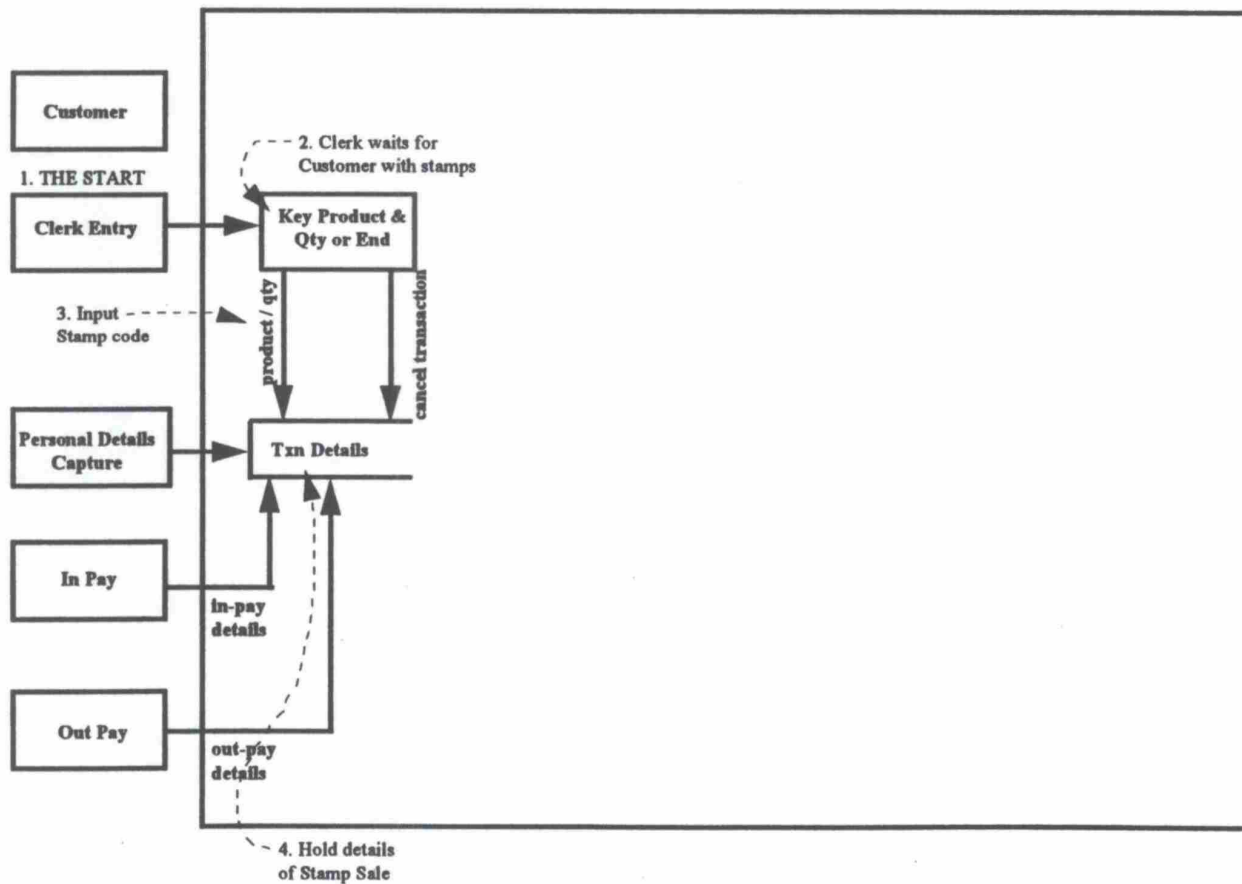 Customer
2. Clerk waits for
Customer with stamps
1. THE START
Clerk Entry
Key Product &
Qty or End
product / qty
cancel transaction
3. Input
Stamp code
Personal Details
Capture
Txn Details
In Pay
in-pay
details
Out Pay
out-pay
details
4. Hold details
of Stamp Sale